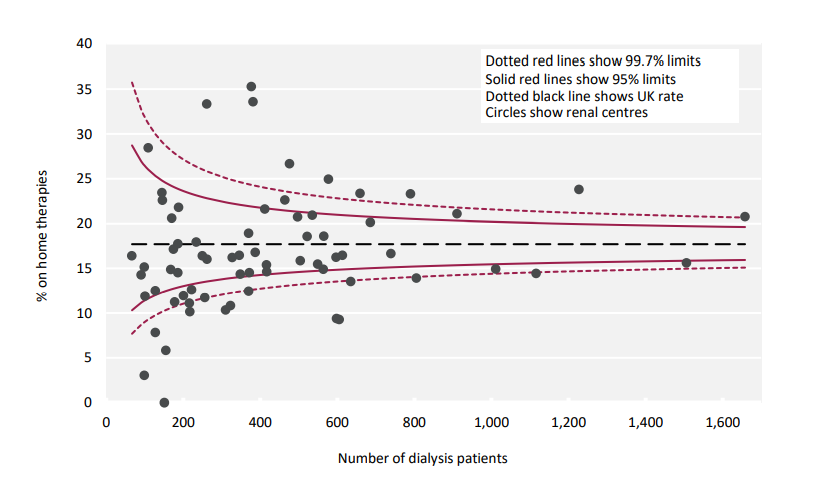 40
Dotted red lines show 99.7% limits
Solid red lines show 95% limits
Dotted black line shows UK rate
Circles show renal centres
35
30
25
20
15
10
5
0
% on home therapies
0 200 400 600 800 1,000 1,200 1,400 1,600
Number of dialysis patients